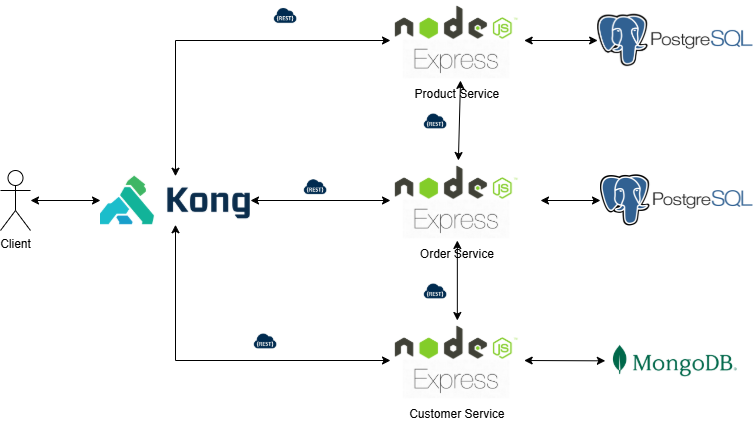 {REST}
node
JS
Express
Product Service
PostgreSQL
{REST}
Client
Kong
{REST}
node
JS
Express
Order Service
PostgreSQL
{REST}
{REST}
node
JS
Express
Customer Service
MongoDB.